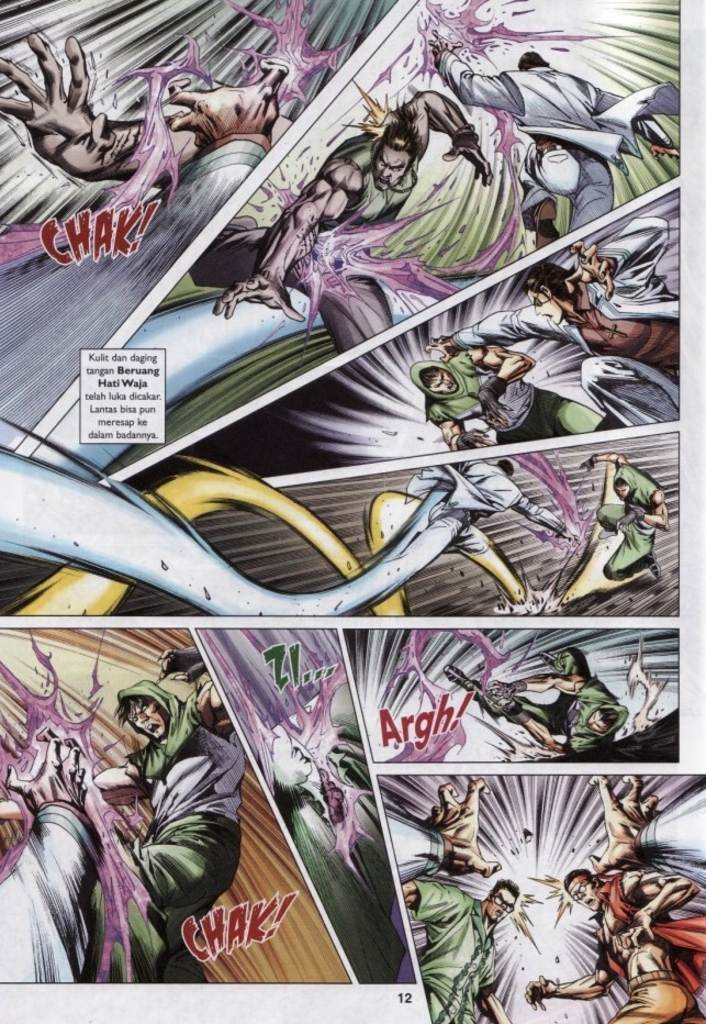 CHAK!
Kulit dan daging
tangan Beruang
Hati Waja
telah luka dicakar.
Lantas bisa pun
meresap ke
dalam badannya.
ZI...
Argh!
CHAK!
12